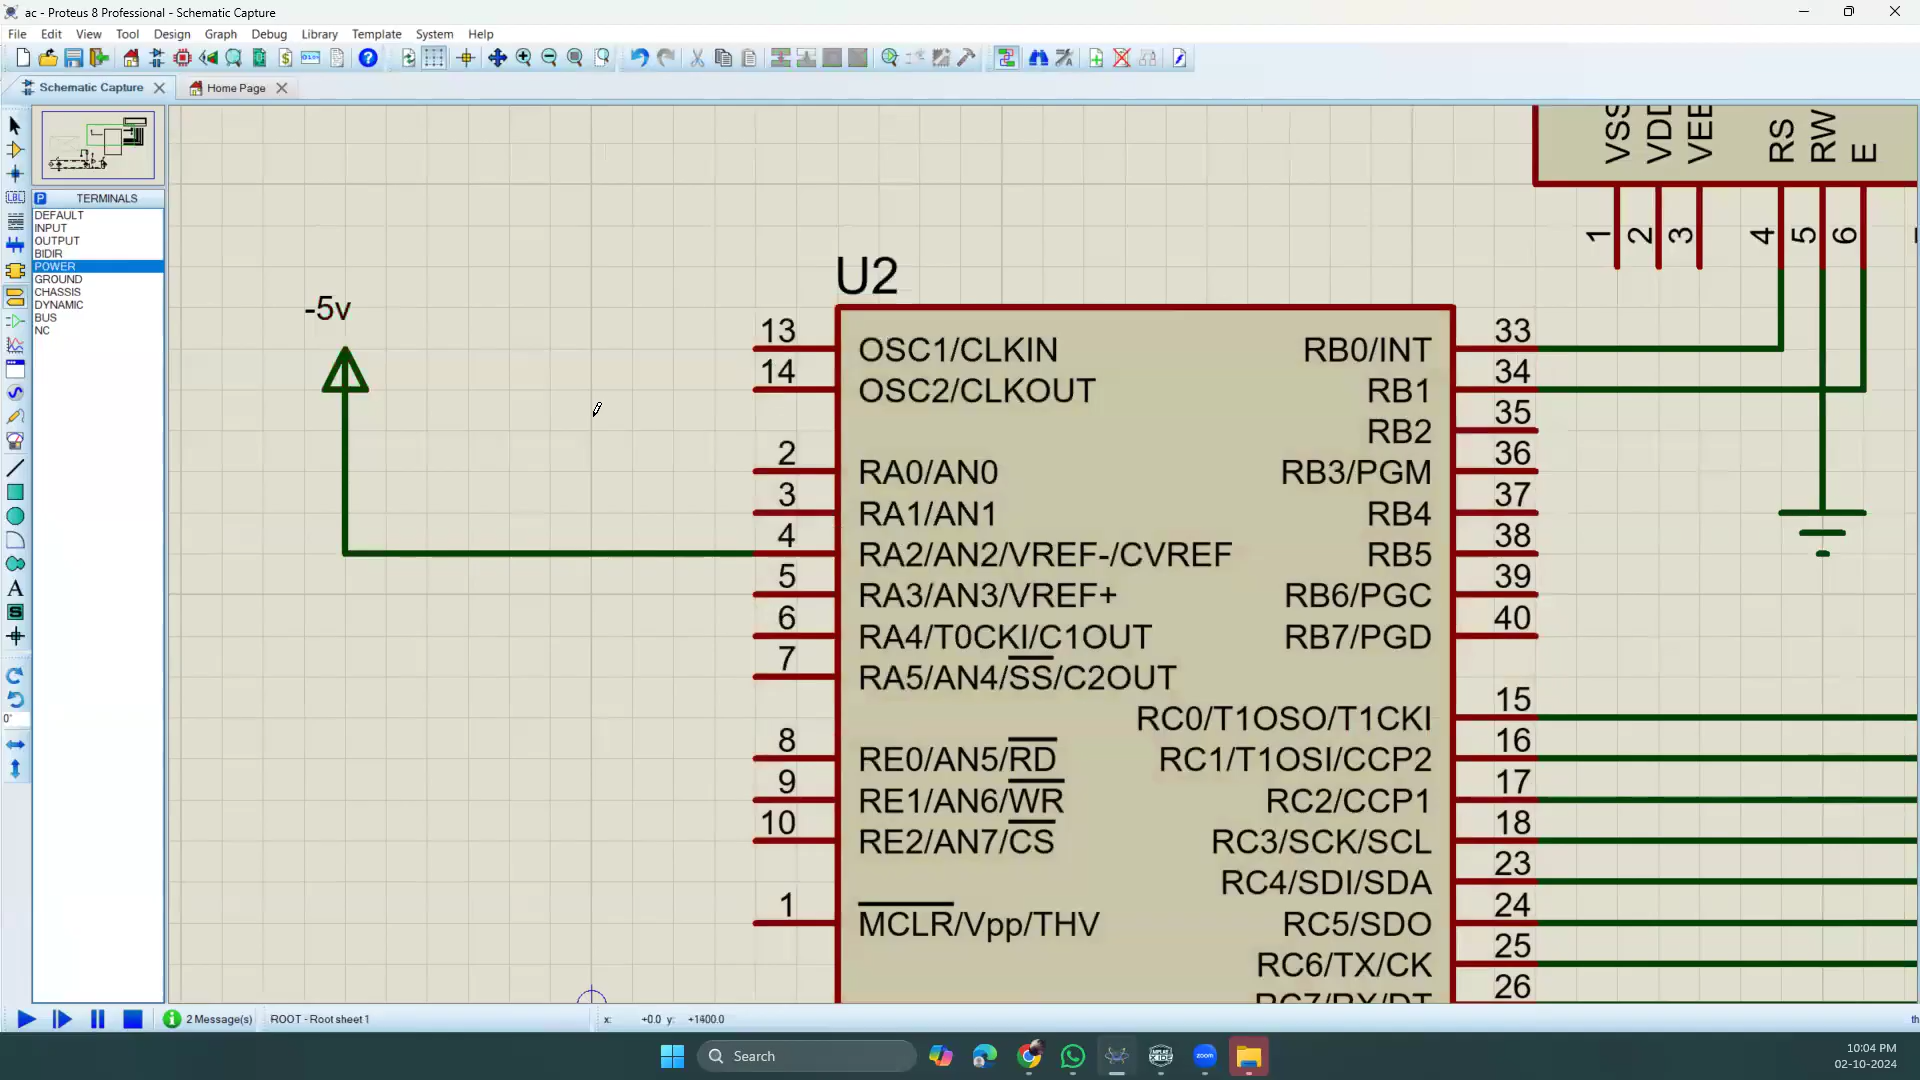 ac - Proteus 8 Professional - Schematic Capture
File Edit View Tool Design Graph Debug Library Template System Help
Schematic Capture
Home Page
LBL
P TERMINALS
DEFAULT
INPUT
OUTPUT
BIDIR
POWER
GROUND
CHASSIS
DYNAMIC
BUS
NC
A
S
0°
VSS
VDD
VEE
RS
RW
E
1
2
3
4
5
6
U2
-5v
13 OSC1/CLKIN RB0/INT 33
14 OSC2/CLKOUT RB1 34
RB2 35
2 RA0/AN0 RB3/PGM 36
3 RA1/AN1 RB4 37
4 RA2/AN2/VREF-/CVREF RB5 38
5 RA3/AN3/VREF+ RB6/PGC 39
6 RA4/T0CKI/C1OUT RB7/PGD 40
7 RA5/AN4/SS/C2OUT
RC0/T1OSO/T1CKI 15
8 RE0/AN5/RD RC1/T1OSI/CCP2 16
9 RE1/AN6/WR RC2/CCP1 17
10 RE2/AN7/CS RC3/SCK/SCL 18
RC4/SDI/SDA 23
1 MCLR/Vpp/THV RC5/SDO 24
RC6/TX/CK 25
RC7/RX/DT 26
2 Message(s) ROOT - Root sheet 1 x: +0.0 y: +1400.0 th
Search
zoom
10:04 PM
02-10-2024